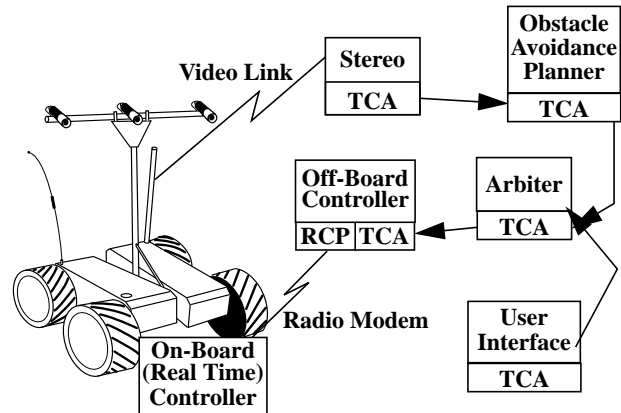 Video Link
Stereo
TCA
Obstacle
Avoidance
Planner
TCA
Off-Board
Controller
RCP TCA
Arbiter
TCA
Radio Modem
User
Interface
TCA
On-Board
(Real Time)
Controller